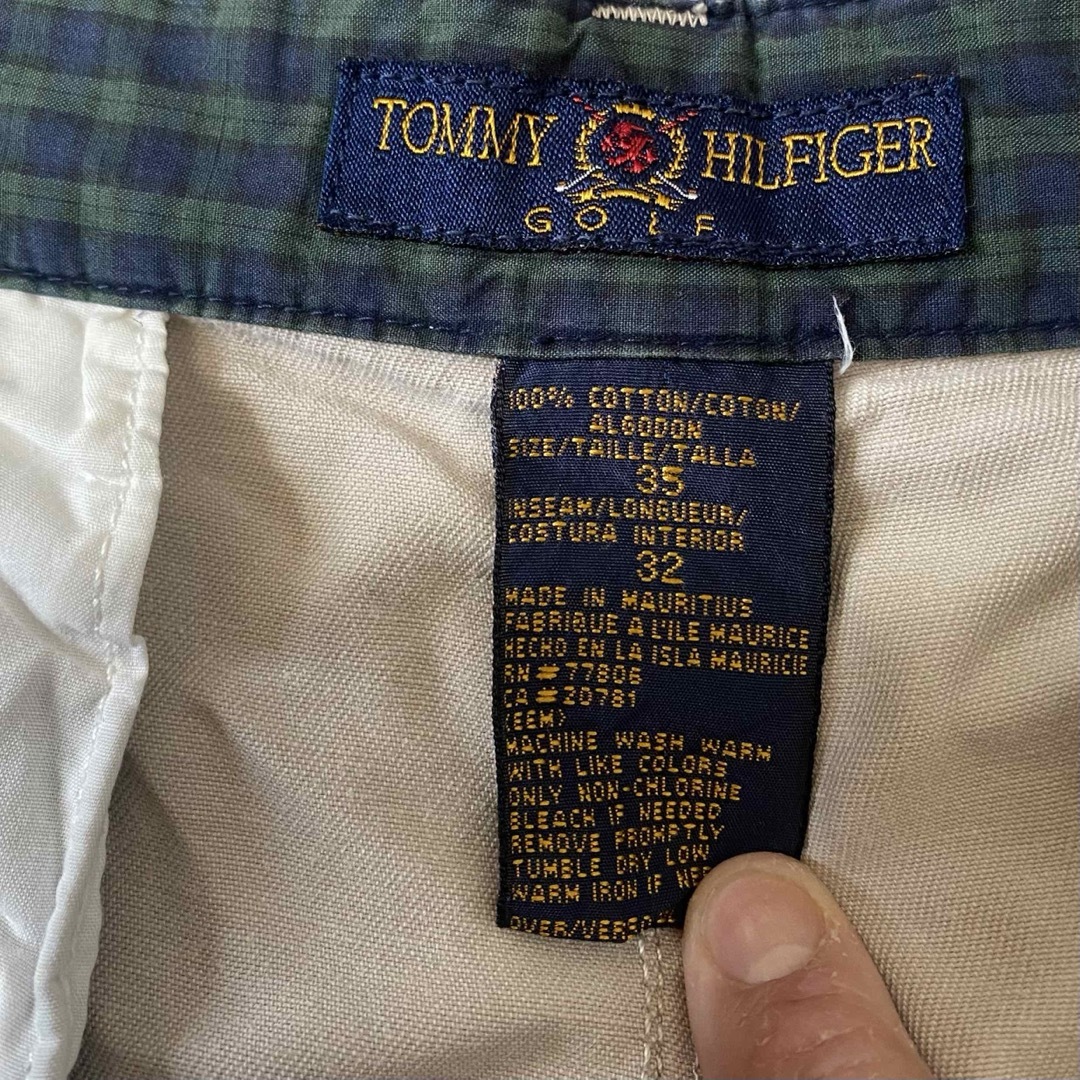 TOMMY HILFIGER
GOLF
100% COTTON/COTON/
ALGODON
SIZE/TAILLE/TALLA
35
INSEAM/LONGUEUR/
COSTURA INTERIOR
32
MADE IN MAURITIUS
FABRIQUE A L'ILE MAURICE
HECHO EN LA ISLA MAURICIE
RN#77806
CA#20781
(EEM)
MACHINE WASH WARM
WITH LIKE COLORS
ONLY NON-CHLORINE
BLEACH IF NEEDED
REMOVE PROMPTLY
TUMBLE DRY LOW
WARM IRON IF
OVER/VERSO